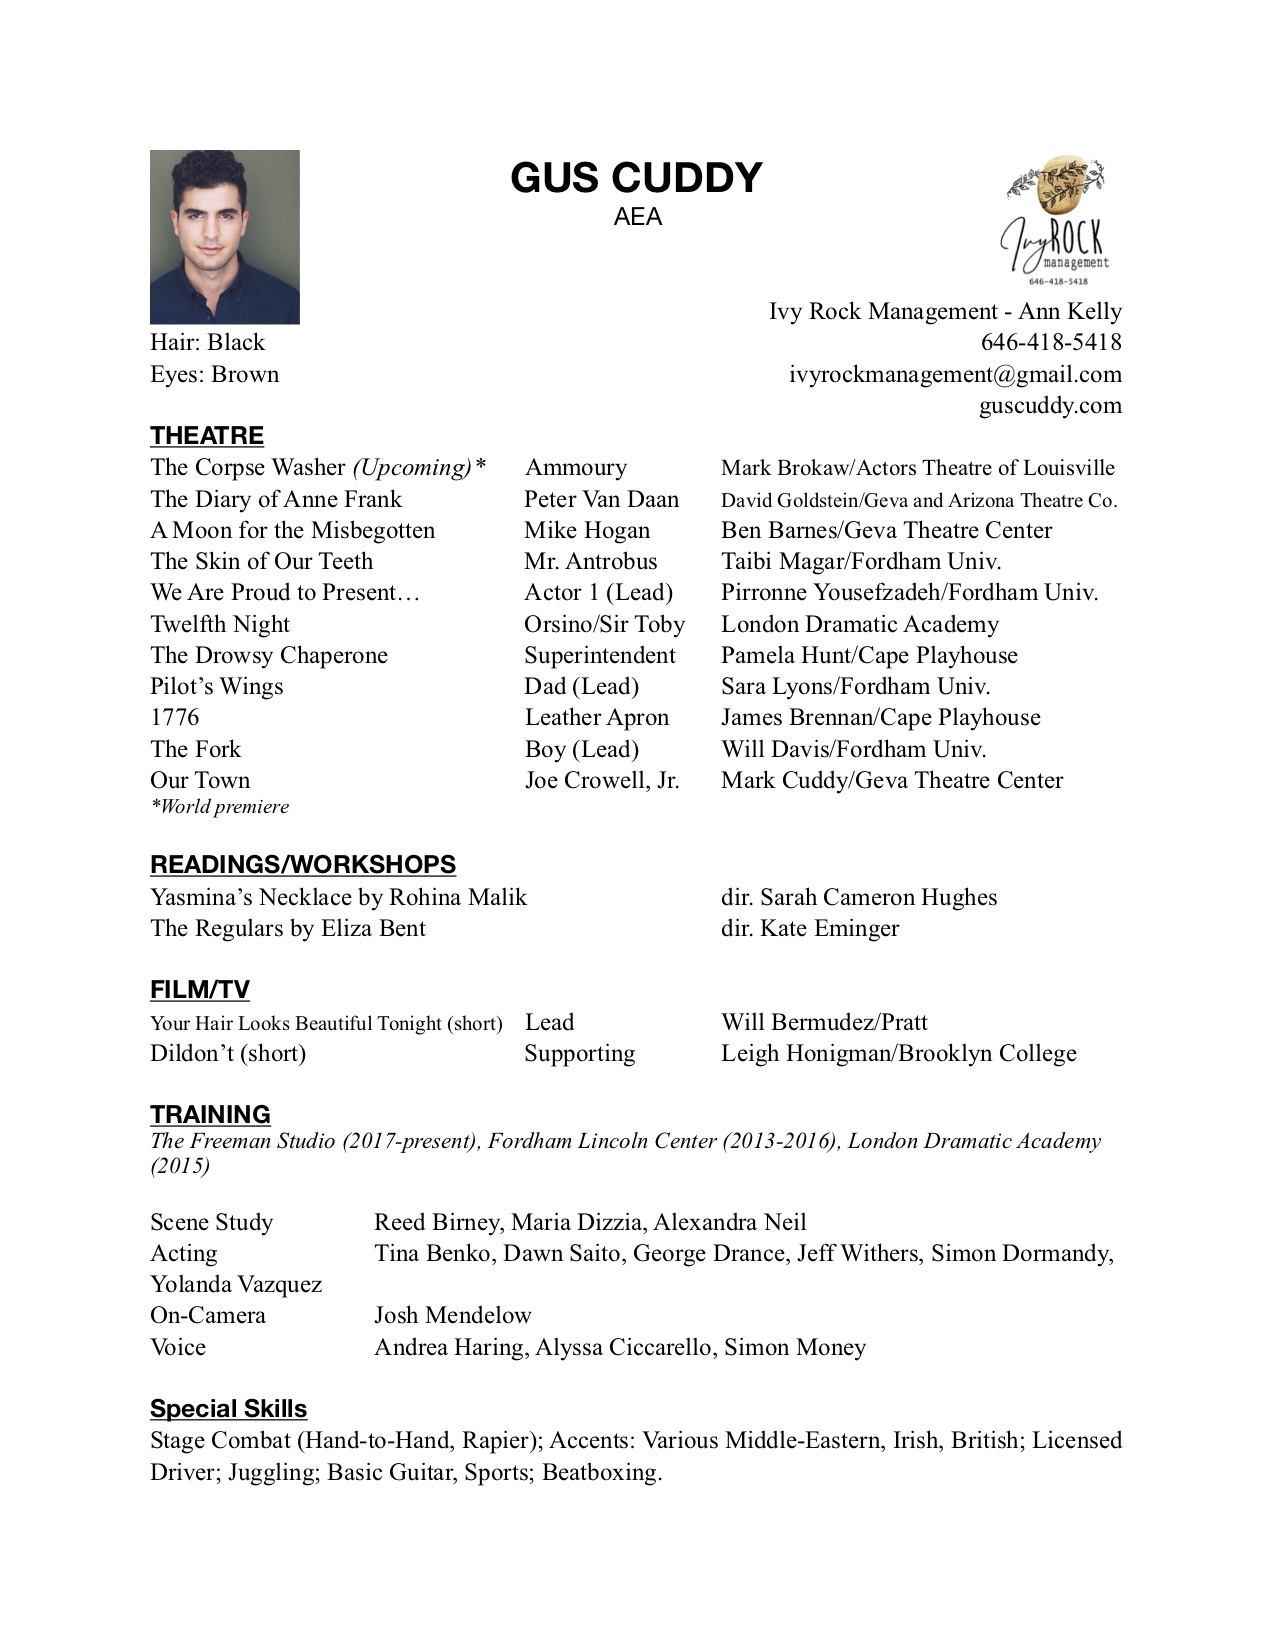 GUS CUDDY
AEA
IvyROCK
management
646-418-5418
Ivy Rock Management - Ann Kelly
Hair: Black 646-418-5418
Eyes: Brown ivyrockmanagement@gmail.com
guscuddy.com
THEATRE
The Corpse Washer (Upcoming)* Ammoury Mark Brokaw/Actors Theatre of Louisville
The Diary of Anne Frank Peter Van Daan David Goldstein/Geva and Arizona Theatre Co.
A Moon for the Misbegotten Mike Hogan Ben Barnes/Geva Theatre Center
The Skin of Our Teeth Mr. Antrobus Taibi Magar/Fordham Univ.
We Are Proud to Present… Actor 1 (Lead) Pirronne Yousefzadeh/Fordham Univ.
Twelfth Night Orsino/Sir Toby London Dramatic Academy
The Drowsy Chaperone Superintendent Pamela Hunt/Cape Playhouse
Pilot’s Wings Dad (Lead) Sara Lyons/Fordham Univ.
1776 Leather Apron James Brennan/Cape Playhouse
The Fork Boy (Lead) Will Davis/Fordham Univ.
Our Town Joe Crowell, Jr. Mark Cuddy/Geva Theatre Center
*World premiere
READINGS/WORKSHOPS
Yasmina’s Necklace by Rohina Malik dir. Sarah Cameron Hughes
The Regulars by Eliza Bent dir. Kate Eminger
FILM/TV
Your Hair Looks Beautiful Tonight (short) Lead Will Bermudez/Pratt
Dildon’t (short) Supporting Leigh Honigman/Brooklyn College
TRAINING
The Freeman Studio (2017-present), Fordham Lincoln Center (2013-2016), London Dramatic Academy
(2015)
Scene Study Reed Birney, Maria Dizzia, Alexandra Neil
Acting Tina Benko, Dawn Saito, George Drance, Jeff Withers, Simon Dormandy,
Yolanda Vazquez
On-Camera Josh Mendelow
Voice Andrea Haring, Alyssa Ciccarello, Simon Money
Special Skills
Stage Combat (Hand-to-Hand, Rapier); Accents: Various Middle-Eastern, Irish, British; Licensed
Driver; Juggling; Basic Guitar, Sports; Beatboxing.